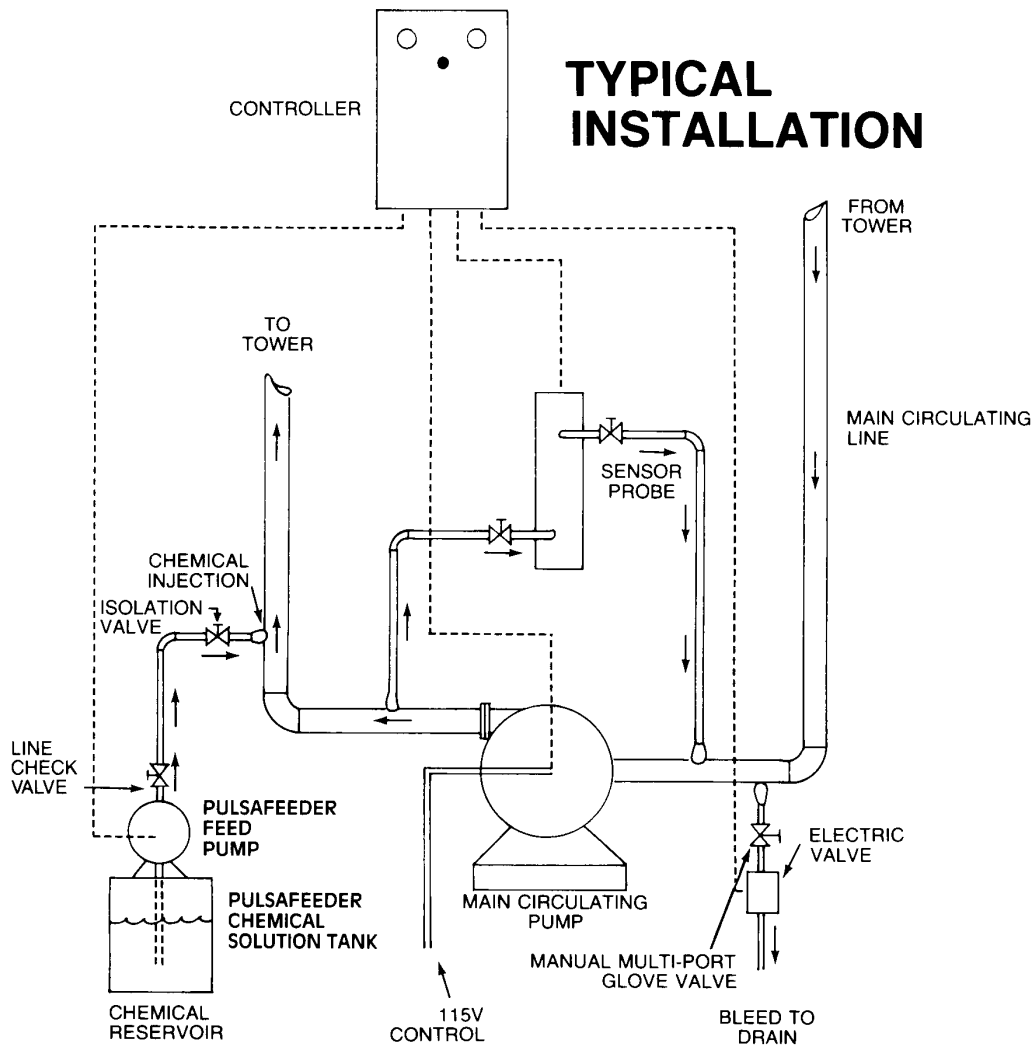 TYPICAL
INSTALLATION
CONTROLLER
FROM
TOWER
TO
TOWER
MAIN CIRCULATING
LINE
SENSOR
PROBE
CHEMICAL
INJECTION
ISOLATION
VALVE
LINE
CHECK
VALVE
PULSAFEEDER
FEED
PUMP
ELECTRIC
VALVE
PULSAFEEDER
CHEMICAL
SOLUTION TANK
MAIN CIRCULATING
PUMP
MANUAL MULTI-PORT
GLOVE VALVE
CHEMICAL
RESERVOIR
115V
CONTROL
BLEED TO
DRAIN